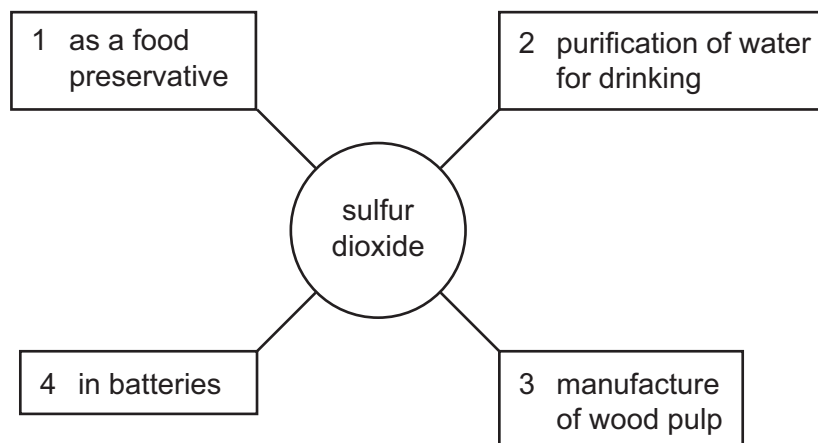 1 as a food
preservative
2 purification of water
for drinking
sulfur
dioxide
4 in batteries
3 manufacture
of wood pulp